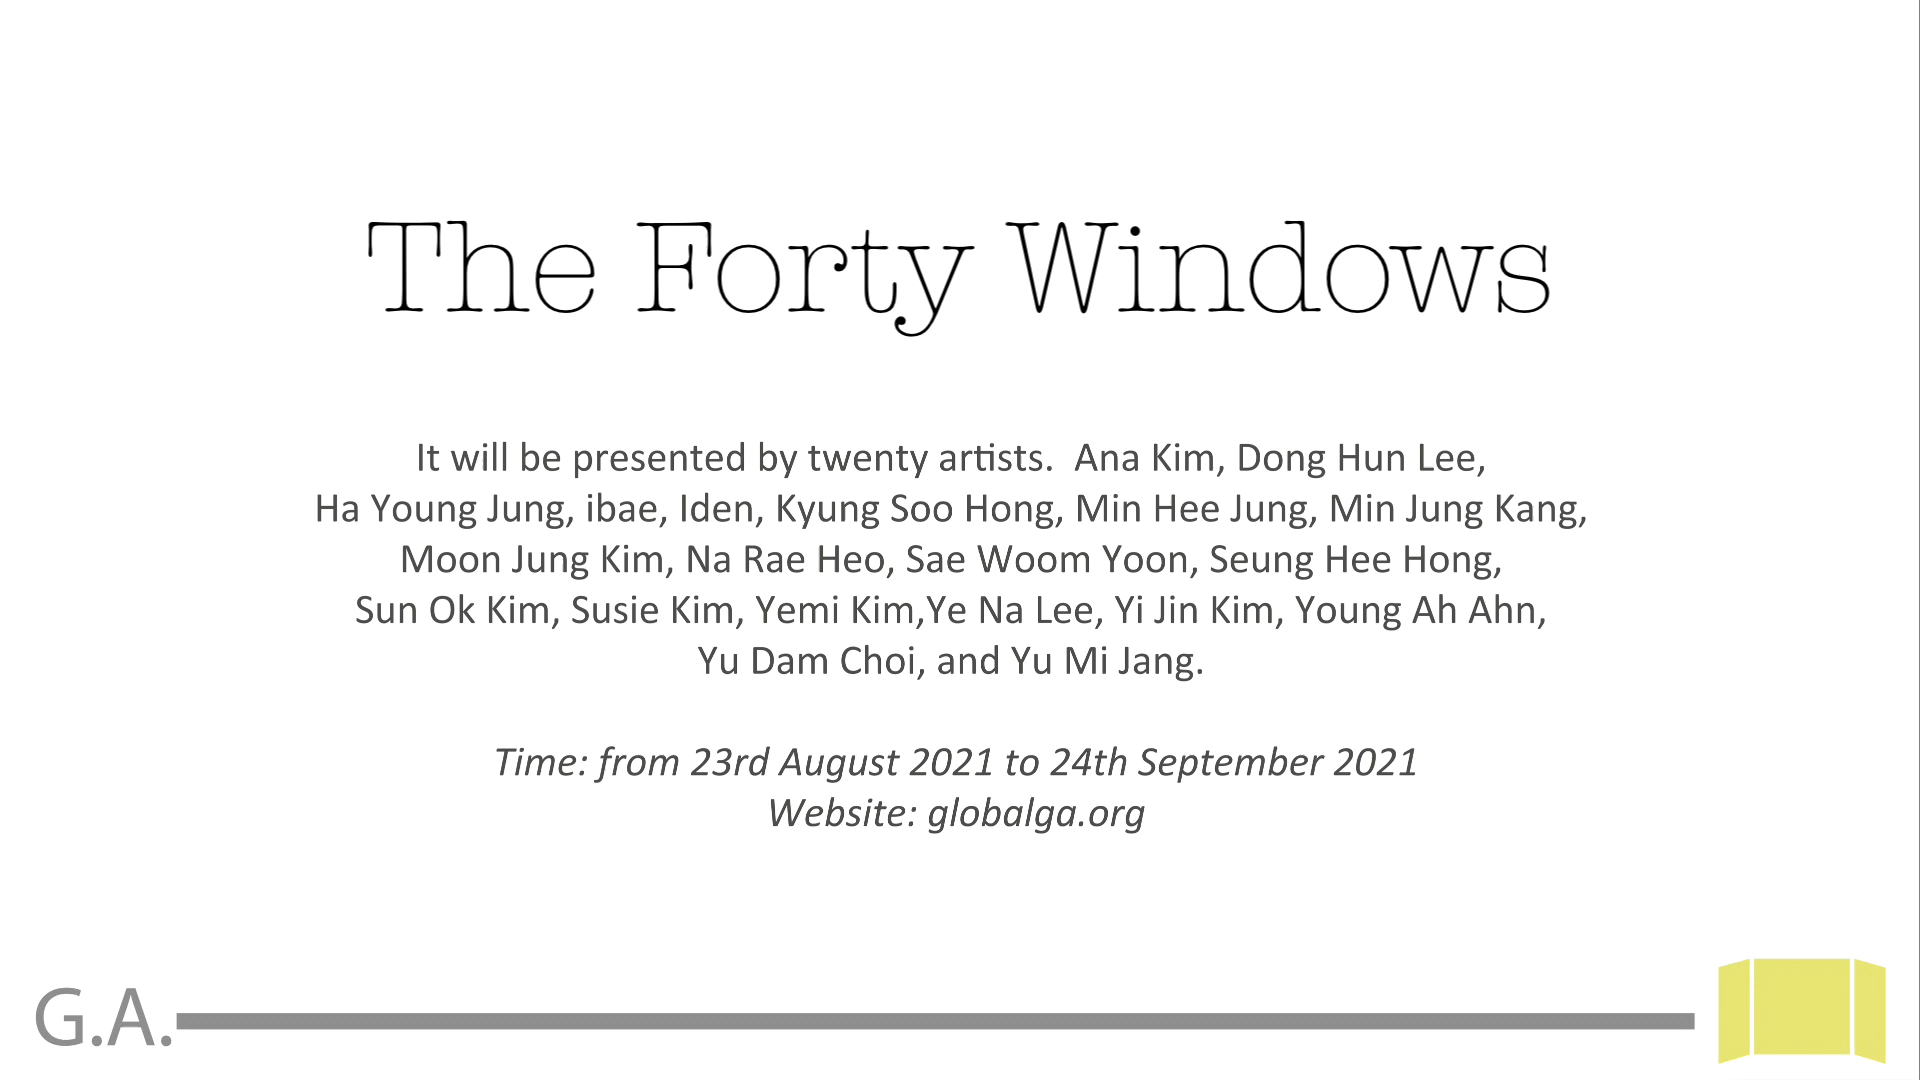 The Forty Windows
It will be presented by twenty artists.  Ana Kim, Dong Hun Lee,
Ha Young Jung, ibae, Iden, Kyung Soo Hong, Min Hee Jung, Min Jung Kang,
Moon Jung Kim, Na Rae Heo, Sae Woom Yoon, Seung Hee Hong,
Sun Ok Kim, Susie Kim, Yemi Kim,Ye Na Lee, Yi Jin Kim, Young Ah Ahn,
Yu Dam Choi, and Yu Mi Jang.
Time: from 23rd August 2021 to 24th September 2021
Website: globalga.org
G.A.